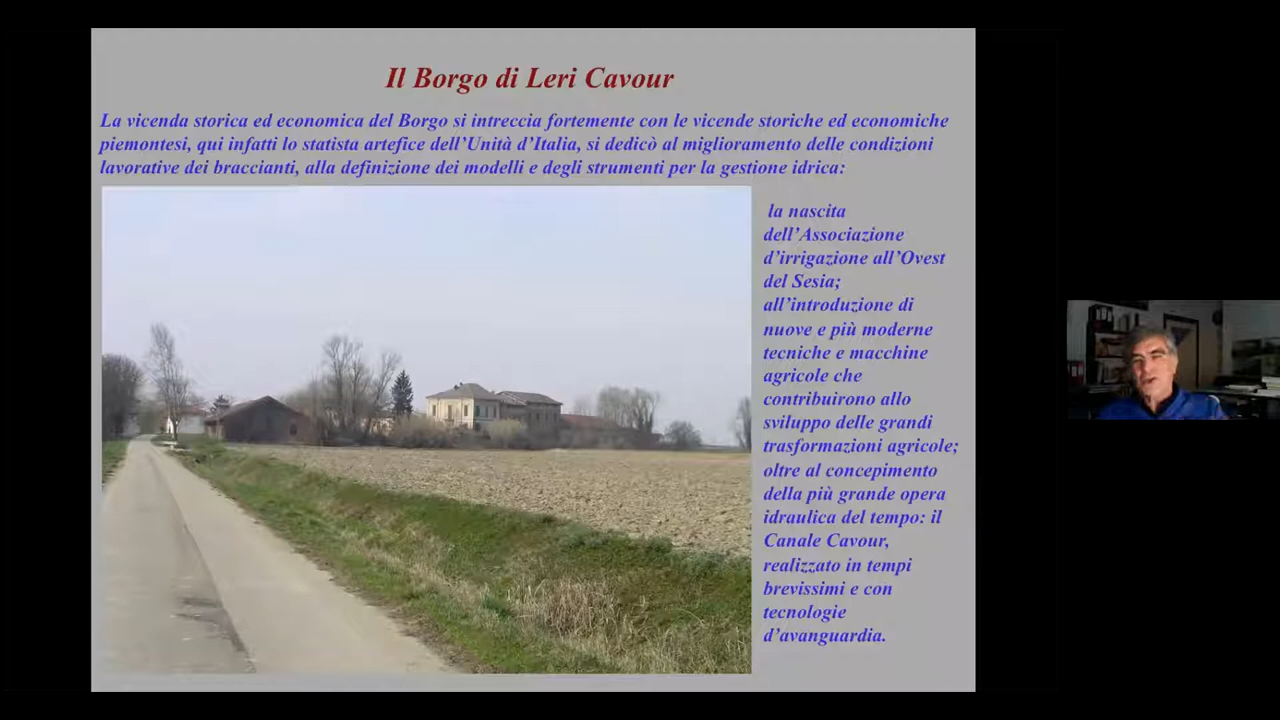 Il Borgo di Leri Cavour
La vicenda storica ed economica del Borgo si intreccia fortemente con le vicende storiche ed economiche
piemontesi, qui infatti lo statista artefice dell’Unità d’Italia, si dedicò al miglioramento delle condizioni
lavorative dei braccianti, alla definizione dei modelli e degli strumenti per la gestione idrica:
la nascita
dell’Associazione
d’irrigazione all’Ovest
del Sesia;
all’introduzione di
nuove e più moderne
tecniche e macchine
agricole che
contribuirono allo
sviluppo delle grandi
trasformazioni agricole;
oltre al concepimento
della più grande opera
idraulica del tempo: il
Canale Cavour,
realizzato in tempi
brevissimi e con
tecnologie
d’avanguardia.